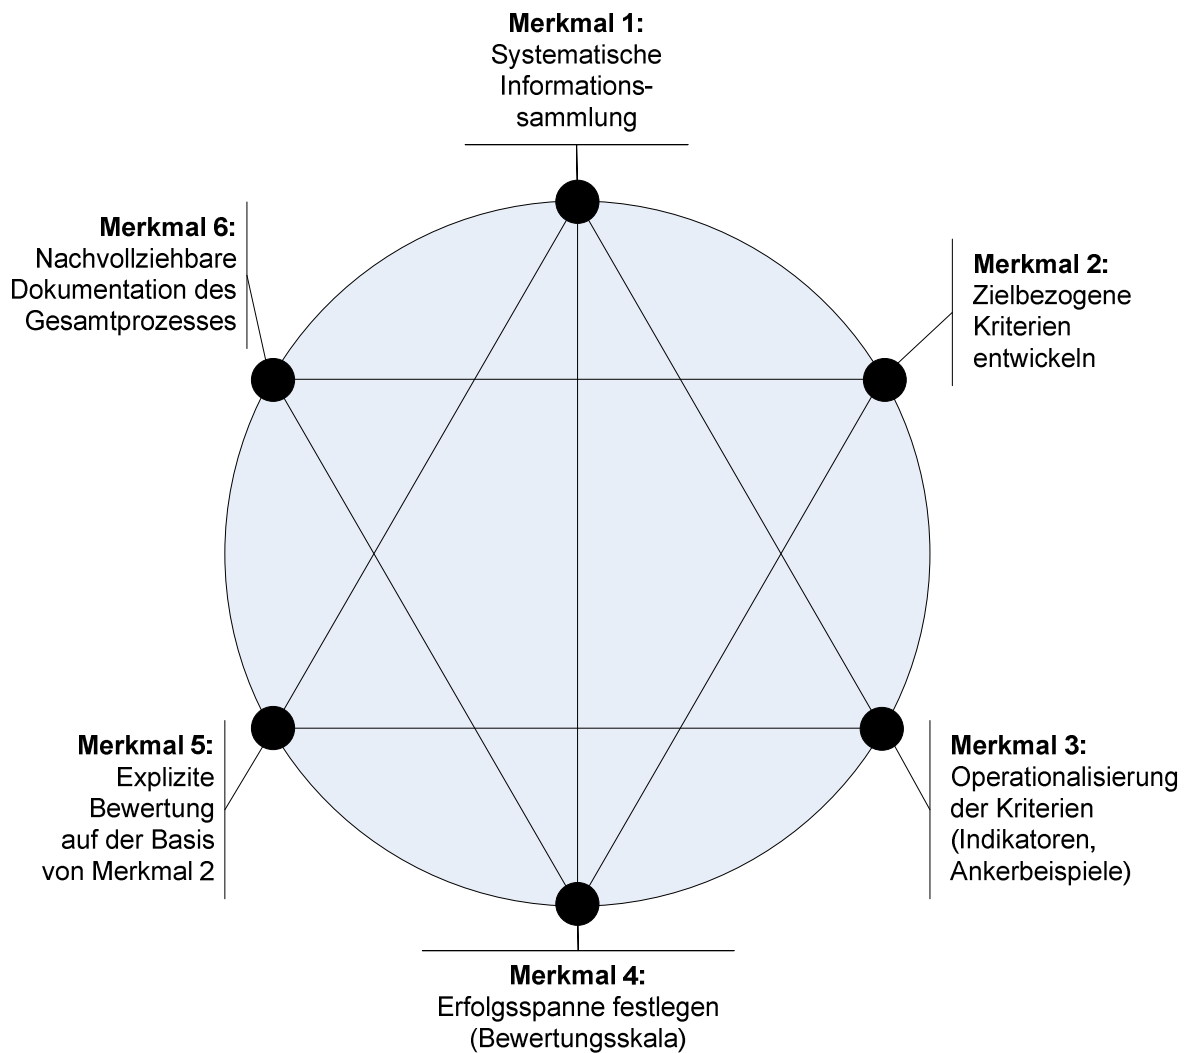 Merkmal 1:
Systematische
Informations-
sammlung
Merkmal 2:
Zielbezogene
Kriterien
entwickeln
Merkmal 3:
Operationalisierung
der Kriterien
(Indikatoren,
Ankerbeispiele)
Merkmal 4:
Erfolgsspanne festlegen
(Bewertungsskala)
Merkmal 5:
Explizite
Bewertung
auf der Basis
von Merkmal 2
Merkmal 6:
Nachvollziehbare
Dokumentation des
Gesamtprozesses